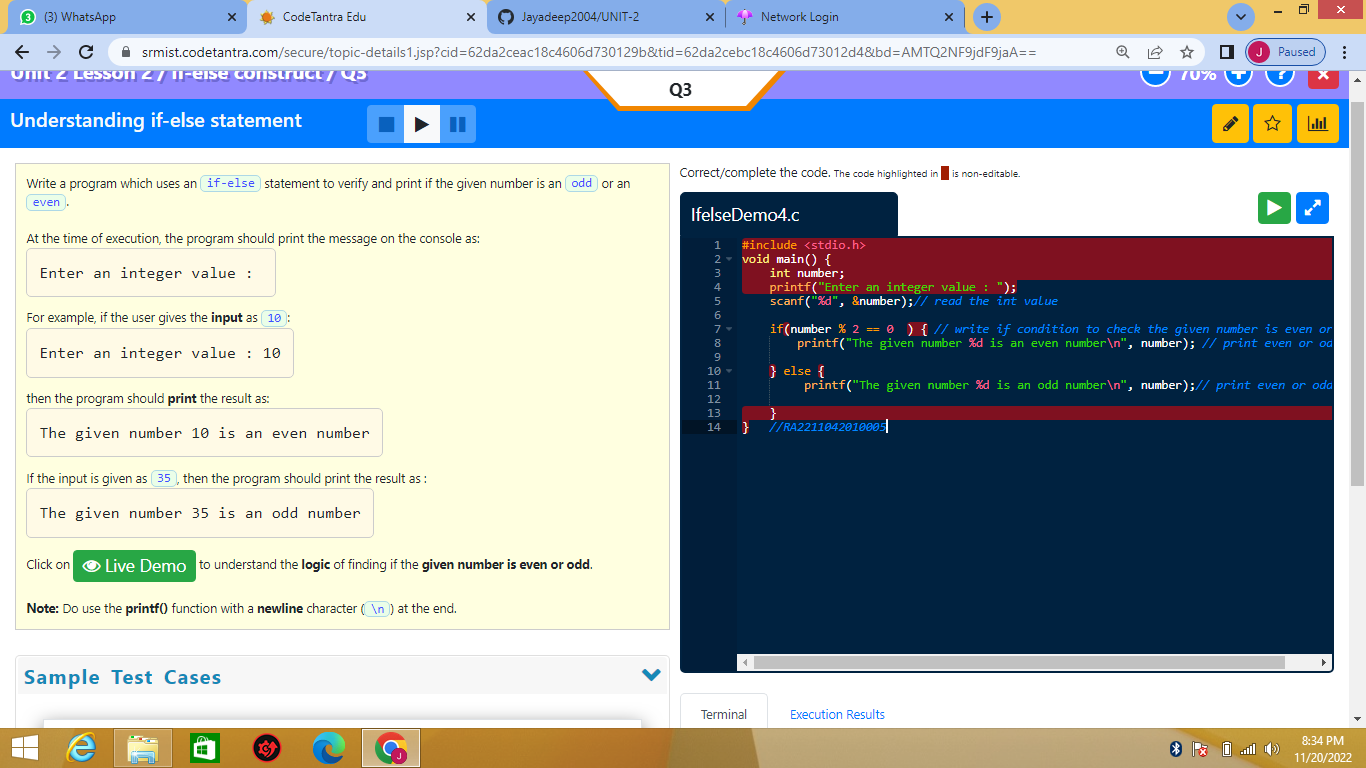 (3) WhatsApp
CodeTantra Edu
Jayadeep2004/UNIT-2
Network Login
srmist.codetantra.com/secure/topic-details1.jsp?cid=62da2ceac18c4606d730129b&tid=62da2cebc18c4606d73012d4&bd=AMTQ2NF9jdF9jaA==
J Paused
Unit 2 Lesson 2 / if-else construct / Q3
Q3
70%
?
Understanding if-else statement
Write a program which uses an if-else statement to verify and print if the given number is an odd or an
even.
At the time of execution, the program should print the message on the console as:
Enter an integer value :
For example, if the user gives the input as 10:
Enter an integer value : 10
then the program should print the result as:
The given number 10 is an even number
If the input is given as 35, then the program should print the result as :
The given number 35 is an odd number
Click on Live Demo to understand the logic of finding if the given number is even or odd.
Note: Do use the printf() function with a newline character (\n) at the end.
Sample Test Cases
Correct/complete the code. The code highlighted in is non-editable.
IfelseDemo4.c
1 #include <stdio.h>
2 void main() {
3 int number;
4 printf("Enter an integer value : ");
5 scanf("%d", &number);// read the int value
6
7 if(number % 2 == 0 ) { // write if condition to check the given number is even or
8 printf("The given number %d is an even number\n", number); // print even or od
9
10 } else {
11 printf("The given number %d is an odd number\n", number);// print even or odd
12
13 }
14 } //RA2211042010005
Terminal
Execution Results
8:34 PM
11/20/2022